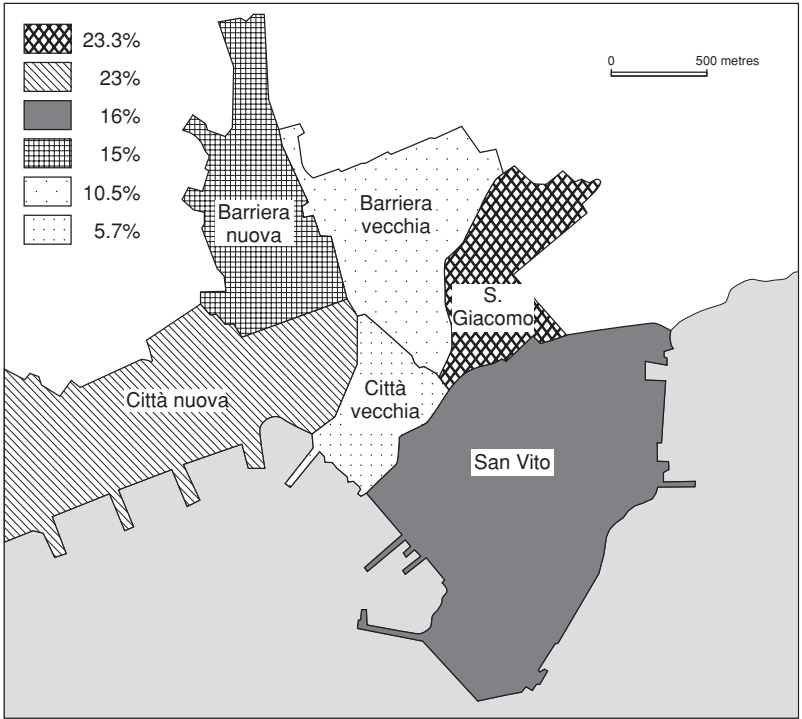 23.3%
23%
16%
15%
10.5%
5.7%
0 500 metres
Barriera
nuova
Barriera
vecchia
S.
Giacomo
Città nuova
Città
vecchia
San Vito